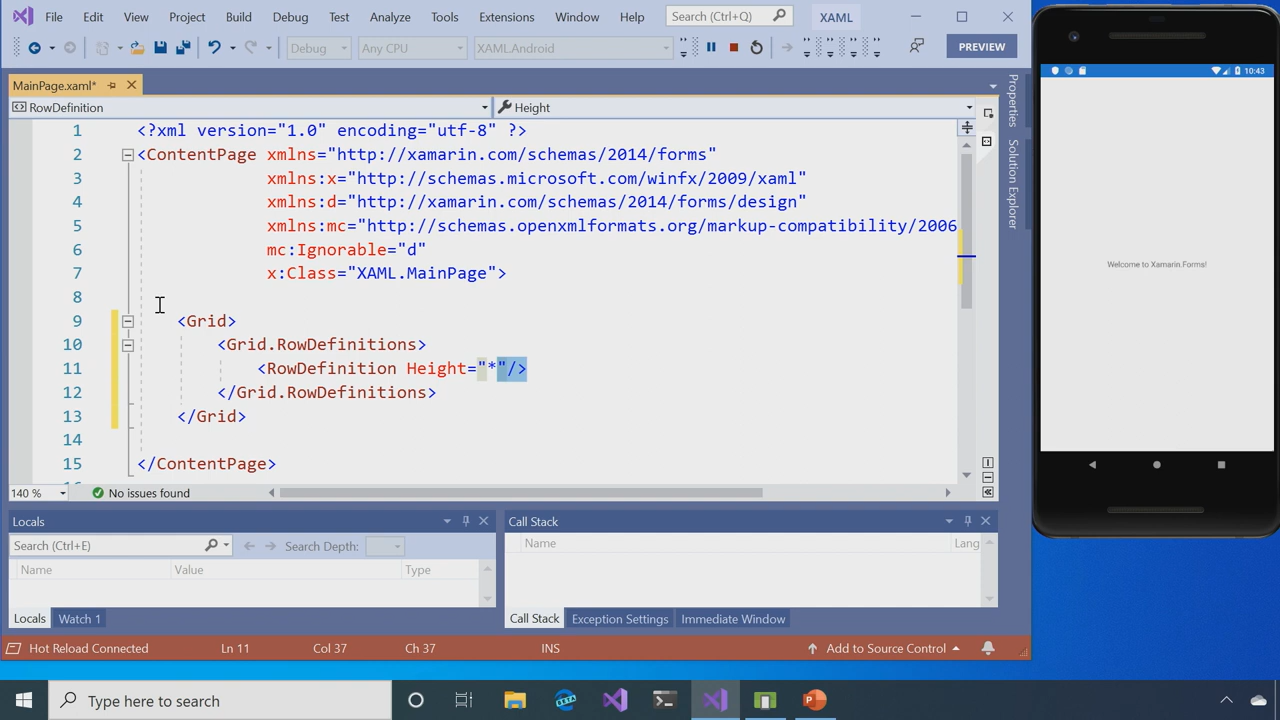 File Edit View Project Build Debug Test Analyze Tools Extensions Window Help Search (Ctrl+Q) XAML
Debug Any CPU XAML.Android PREVIEW
MainPage.xaml*
RowDefinition Height
1 <?xml version="1.0" encoding="utf-8" ?>
2 <ContentPage xmlns="http://xamarin.com/schemas/2014/forms"
3 xmlns:x="http://schemas.microsoft.com/winfx/2009/xaml"
4 xmlns:d="http://xamarin.com/schemas/2014/forms/design"
5 xmlns:mc="http://schemas.openxmlformats.org/markup-compatibility/2006
6 mc:Ignorable="d"
7 x:Class="XAML.MainPage">
8
9 <Grid>
10 <Grid.RowDefinitions>
11 <RowDefinition Height="*"/>
12 </Grid.RowDefinitions>
13 </Grid>
14
15 </ContentPage>
140 % No issues found
Properties
Solution Explorer
Locals
Search (Ctrl+E) Search Depth:
Name Value Type
Locals Watch 1
Call Stack
Name Lang
Call Stack Exception Settings Immediate Window
Hot Reload Connected Ln 11 Col 37 Ch 37 INS Add to Source Control
10:43
Welcome to Xamarin.Forms!
Type here to search
BETA